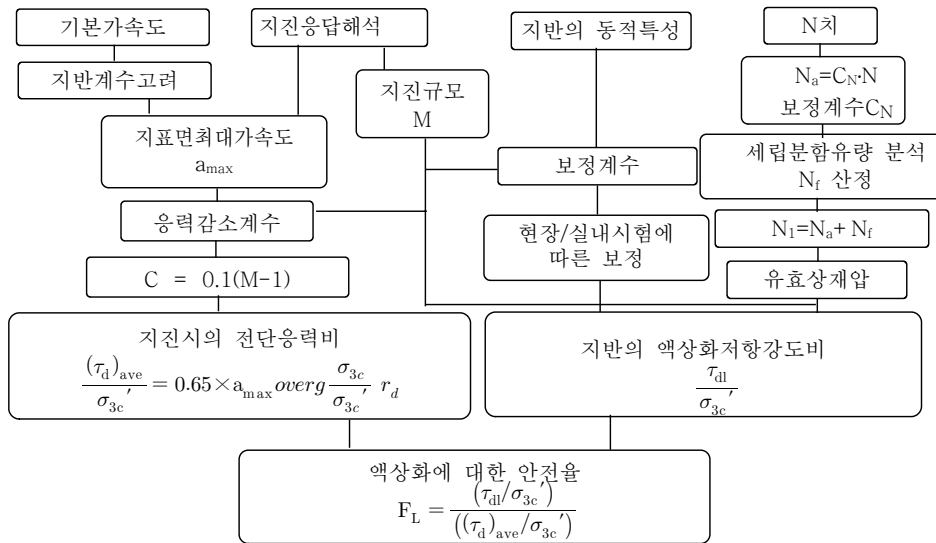 기본가속도
지진응답해석
지반의 동적특성
N치
지반계수고려
지진규모
M
Na=CN·N
보정계수CN
지표면최대가속도
amax
보정계수
세립분함유량 분석
Nf 산정
응력감소계수
현장/실내시험에
따른 보정
N1=Na+ Nf
C = 0.1(M-1)
유효상재압
지진시의 전단응력비
(τd)ave/σ3c′ = 0.65×amax overg σ3c/σ3c′ rd
지반의 액상화저항강도비
τdl/σ3c′
액상화에 대한 안전율
FL = (τdl/σ3c′)/((τd)ave/σ3c′)